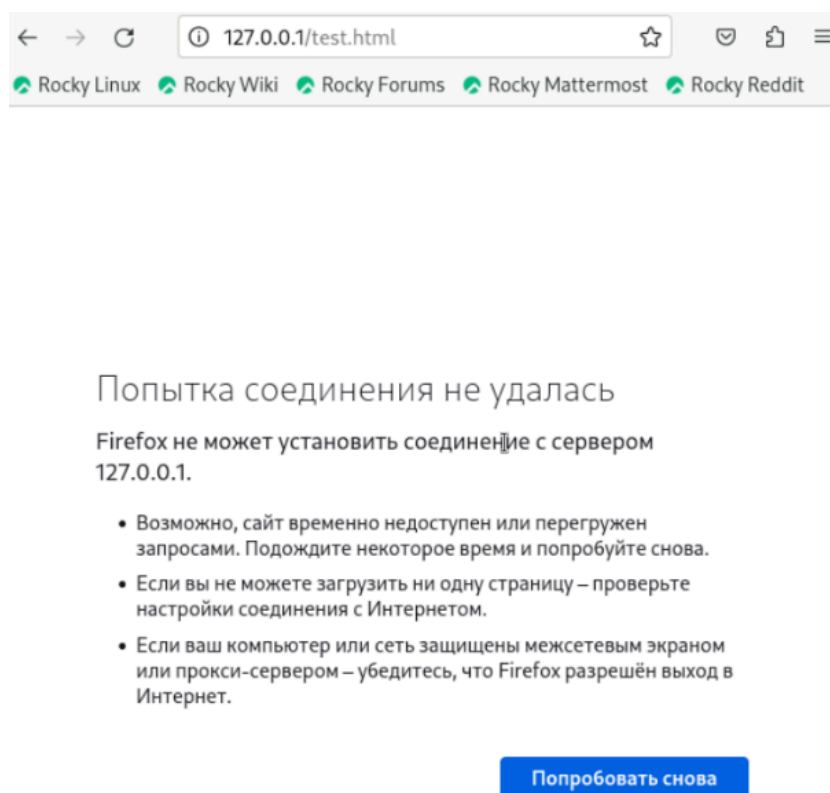 127.0.0.1/test.html
Rocky Linux Rocky Wiki Rocky Forums Rocky Mattermost Rocky Reddit
Попытка соединения не удалась
Firefox не может установить соединение с сервером
127.0.0.1.
• Возможно, сайт временно недоступен или перегружен
запросами. Подождите некоторое время и попробуйте снова.
• Если вы не можете загрузить ни одну страницу – проверьте
настройки соединения с Интернетом.
• Если ваш компьютер или сеть защищены межсетевым экраном
или прокси-сервером – убедитесь, что Firefox разрешён выход в
Интернет.
Попробовать снова